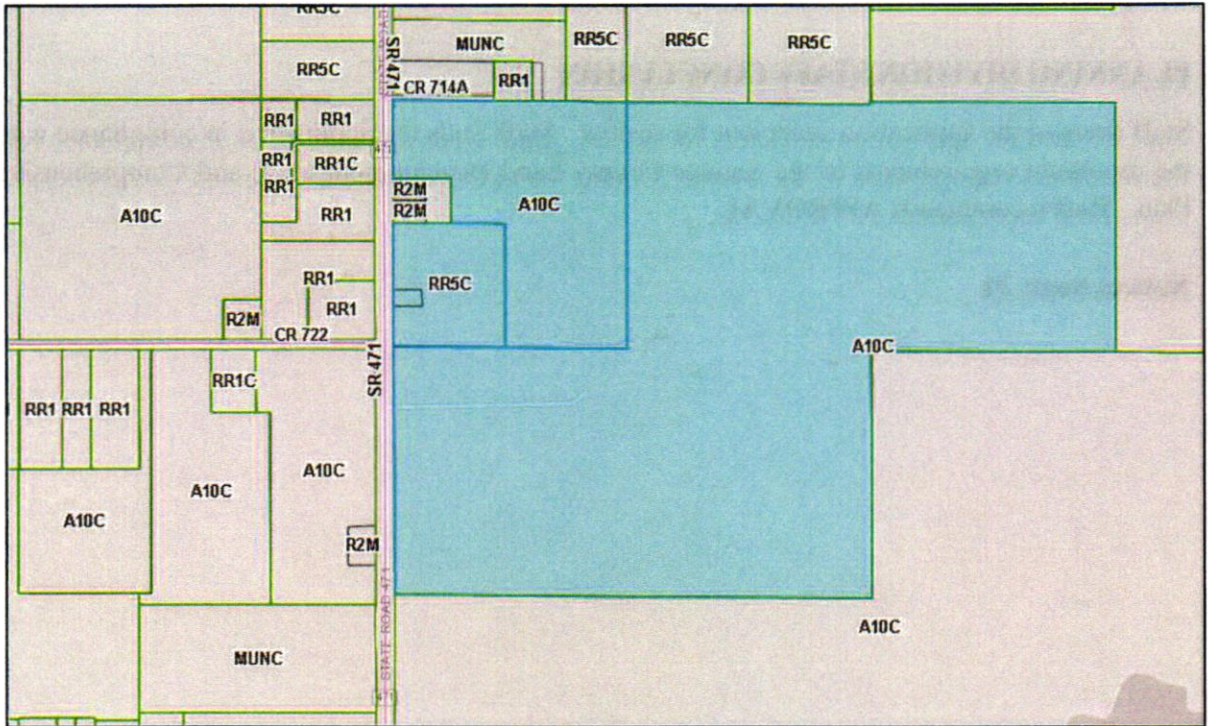 RR5C
MUNC
RR5C
RR5C
RR5C
RR5C
SR 471
CR 714A
RR1
RR1
RR1
RR1
RR1C
RR1
RR1
A10C
R2M
R2M
A10C
RR1
RR5C
RR1
R2M
CR 722
A10C
SR 471
RR1C
RR1
RR1
RR1
A10C
A10C
A10C
R2M
STATE ROAD 471
A10C
MUNC
471